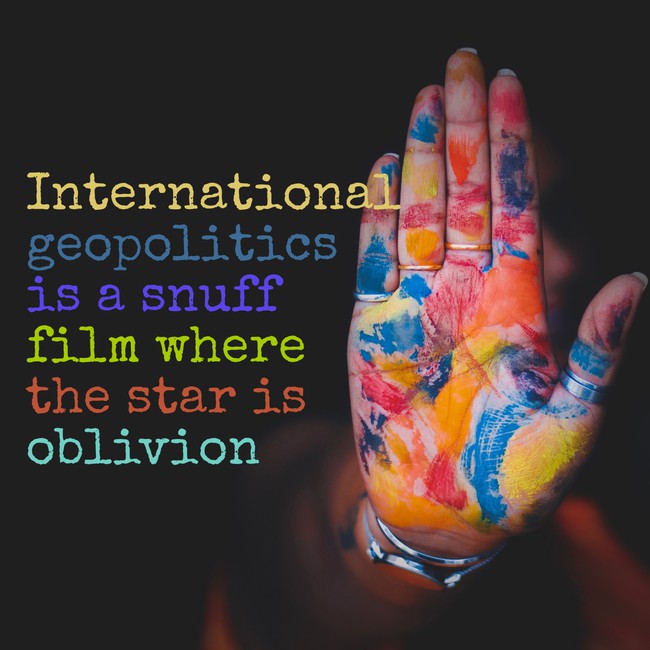 International
geopolitics
is a snuff
film where
the star is
oblivion